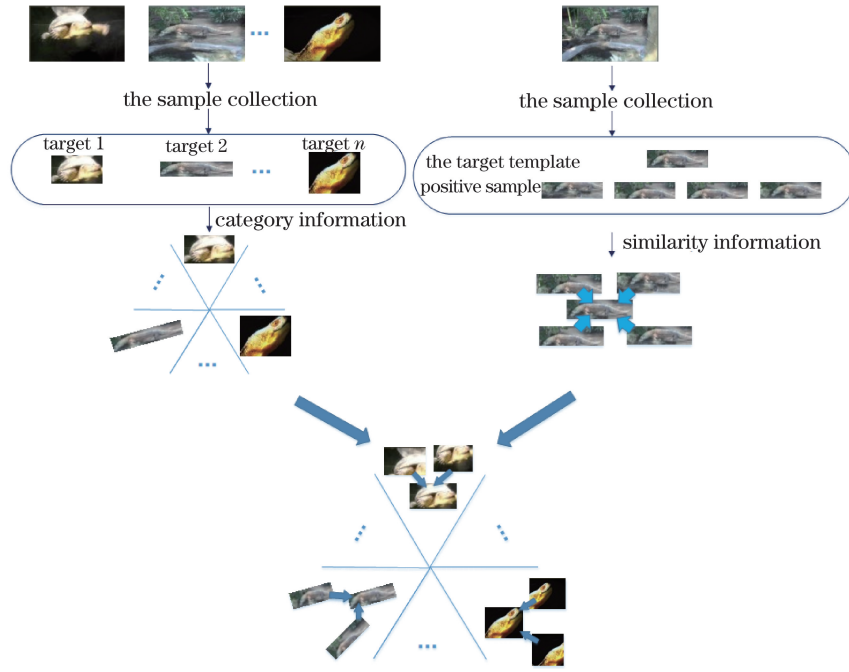 the sample collection
target 1
target 2
target n
category information
the sample collection
the target template
positive sample
similarity information